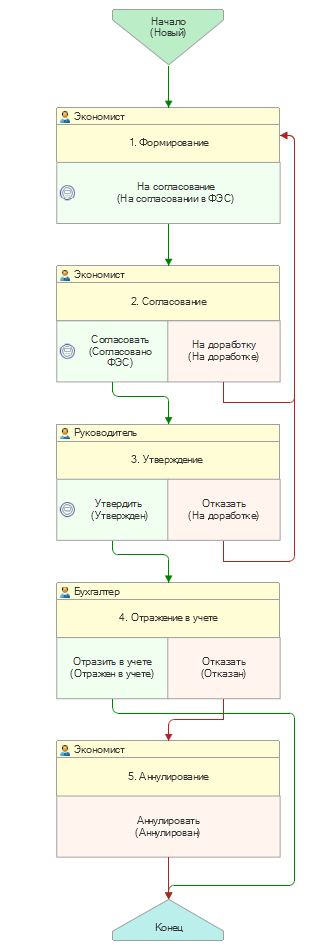 Начало
(Новый)
Экономист
1. Формирование
На согласование
(На согласовании в ФЭС)
Экономист
2. Согласование
Согласовать
(Согласовано
ФЭС)
На доработку
(На доработке)
Руководитель
3. Утверждение
Утвердить
(Утвержден)
Отказать
(На доработке)
Бухгалтер
4. Отражение в учете
Отразить в учете
(Отражен в учете)
Отказать
(Отказан)
Экономист
5. Аннулирование
Аннулировать
(Аннулирован)
Конец